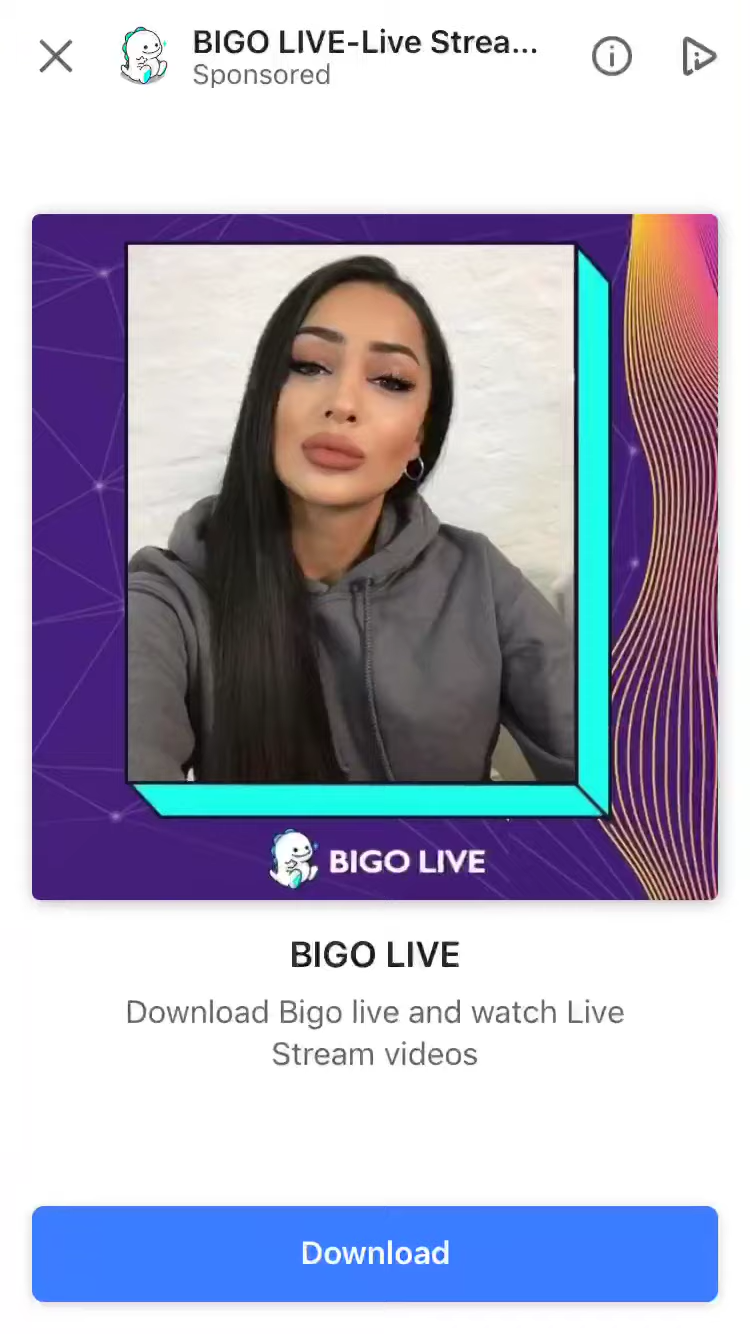 BIGO LIVE-Live Strea...
Sponsored
BIGO LIVE
BIGO LIVE
Download Bigo live and watch Live
Stream videos
Download